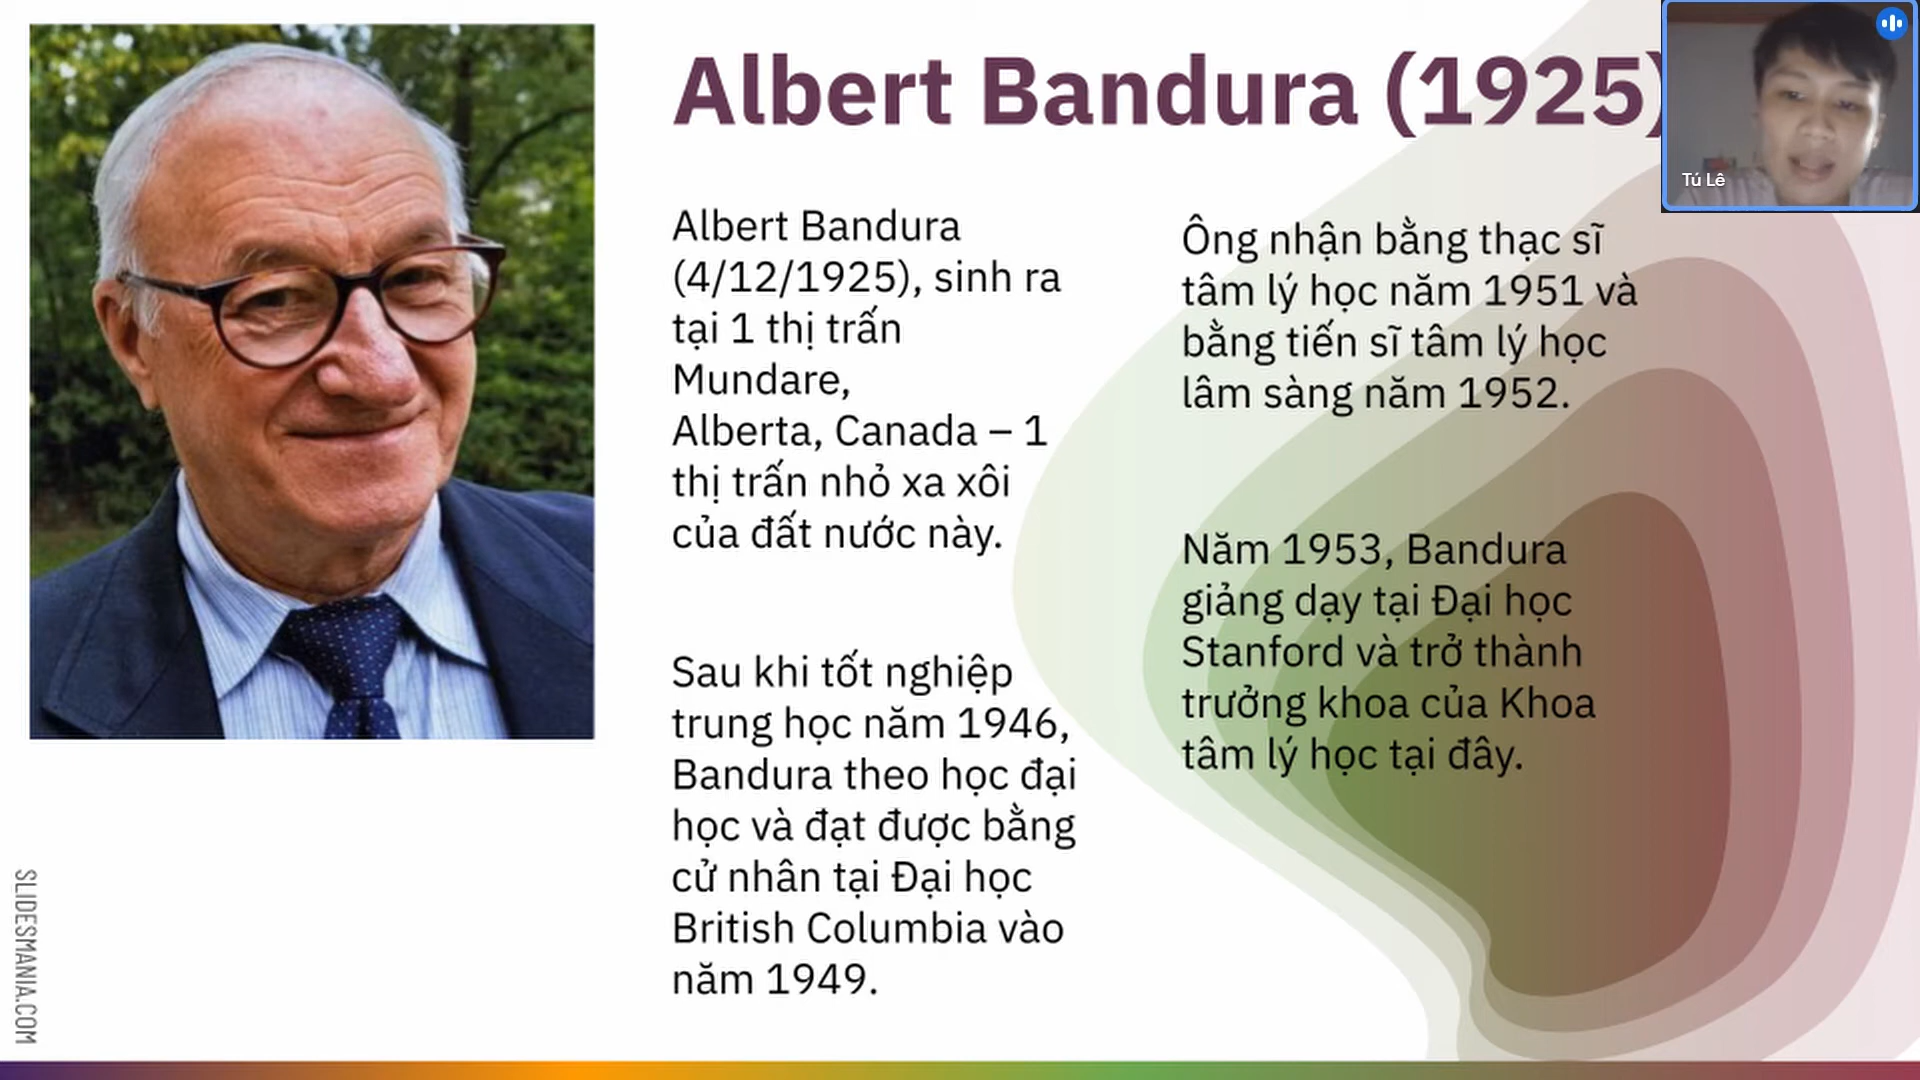 Albert Bandura (1925)
Tú Lê
Albert Bandura
(4/12/1925), sinh ra
tại 1 thị trấn
Mundare,
Alberta, Canada – 1
thị trấn nhỏ xa xôi
của đất nước này.
Sau khi tốt nghiệp
trung học năm 1946,
Bandura theo học đại
học và đạt được bằng
cử nhân tại Đại học
British Columbia vào
năm 1949.
Ông nhận bằng thạc sĩ
tâm lý học năm 1951 và
bằng tiến sĩ tâm lý học
lâm sàng năm 1952.
Năm 1953, Bandura
giảng dạy tại Đại học
Stanford và trở thành
trưởng khoa của Khoa
tâm lý học tại đây.
SLIDESMANIA.COM